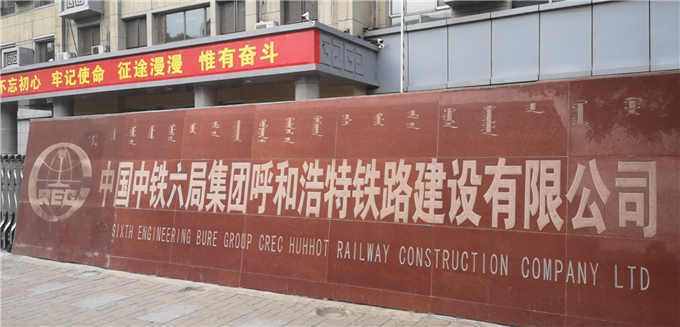 不忘初心 牢记使命 征途漫漫 惟有奋斗
CREC
中国中铁六局集团呼和浩特铁路建设有限公司
SIXTH ENGINEERING BURE GROUP CREC HUHHOT RAILWAY CONSTRUCTION COMPANY LTD